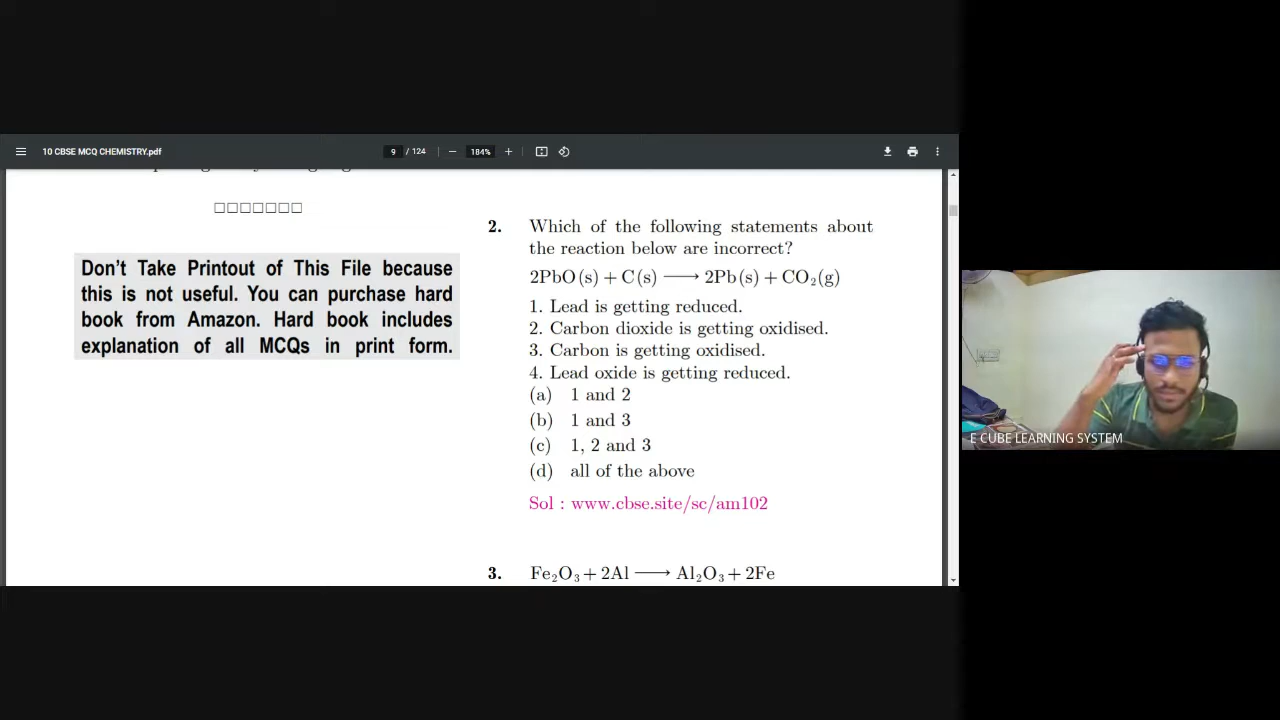 10 CBSE MCQ CHEMISTRY.pdf
9 / 124
184%
Don't Take Printout of This File because
this is not useful. You can purchase hard
book from Amazon. Hard book includes
explanation of all MCQs in print form.
2. Which of the following statements about
the reaction below are incorrect?
2PbO(s) + C(s) ⟶ 2Pb(s) + CO₂(g)
1. Lead is getting reduced.
2. Carbon dioxide is getting oxidised.
3. Carbon is getting oxidised.
4. Lead oxide is getting reduced.
(a) 1 and 2
(b) 1 and 3
(c) 1, 2 and 3
(d) all of the above
Sol : www.cbse.site/sc/am102
3. Fe₂O₃ + 2Al ⟶ Al₂O₃ + 2Fe
E CUBE LEARNING SYSTEM